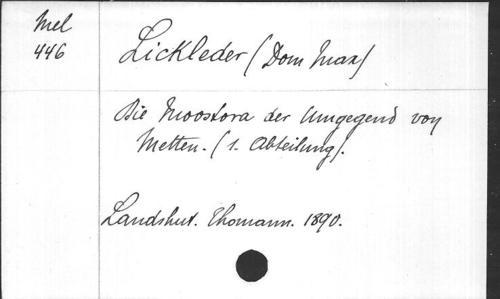 Mel
446
Lickleder (Dom Max)
Die Moosflora der Umgegend von
Metten. (1. Abteilung).
Landshut. Thomann. 1890.